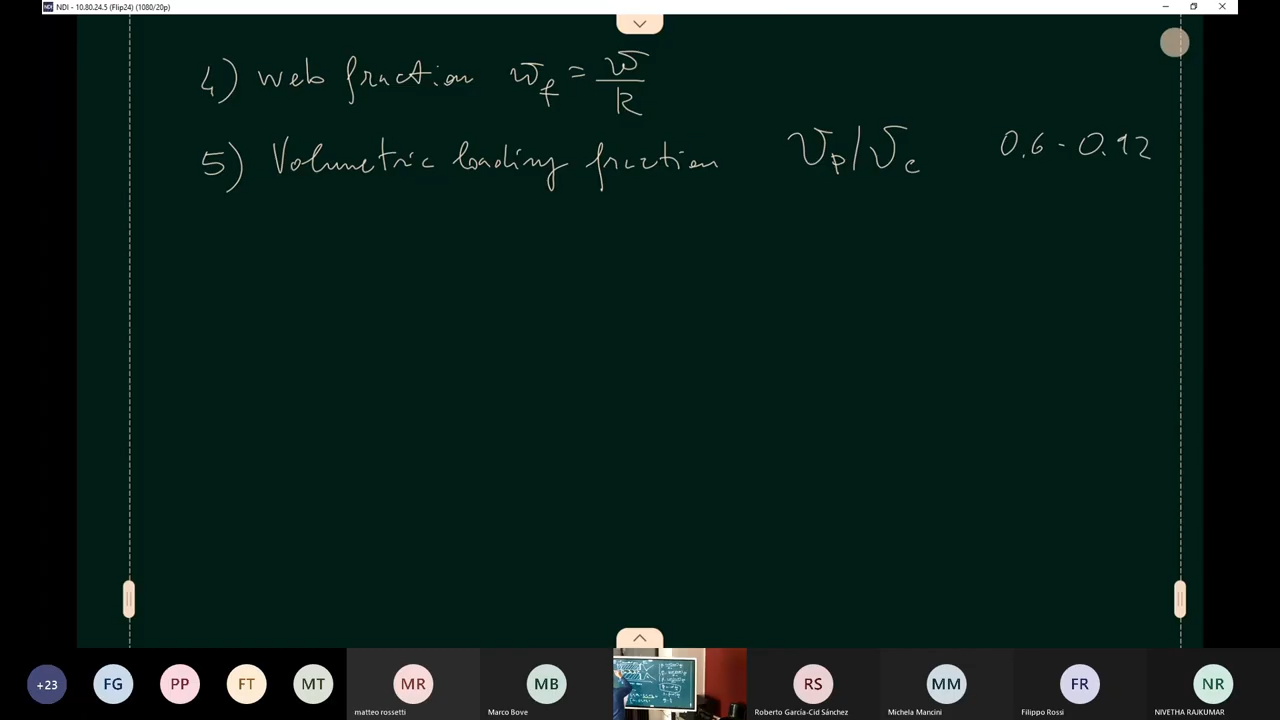 NDI - 10.80.24.5 (Flip24) (1080/20p)
4) web fraction w_f = w/R
5) Volumetric loading fraction V_p/V_c 0.6 - 0.92
+23 FG PP FT MT MR MB RS MM FR NR
matteo rossetti Marco Bove Roberto García-Cid Sánchez Michela Mancini Filippo Rossi NIVETHA RAJKUMAR